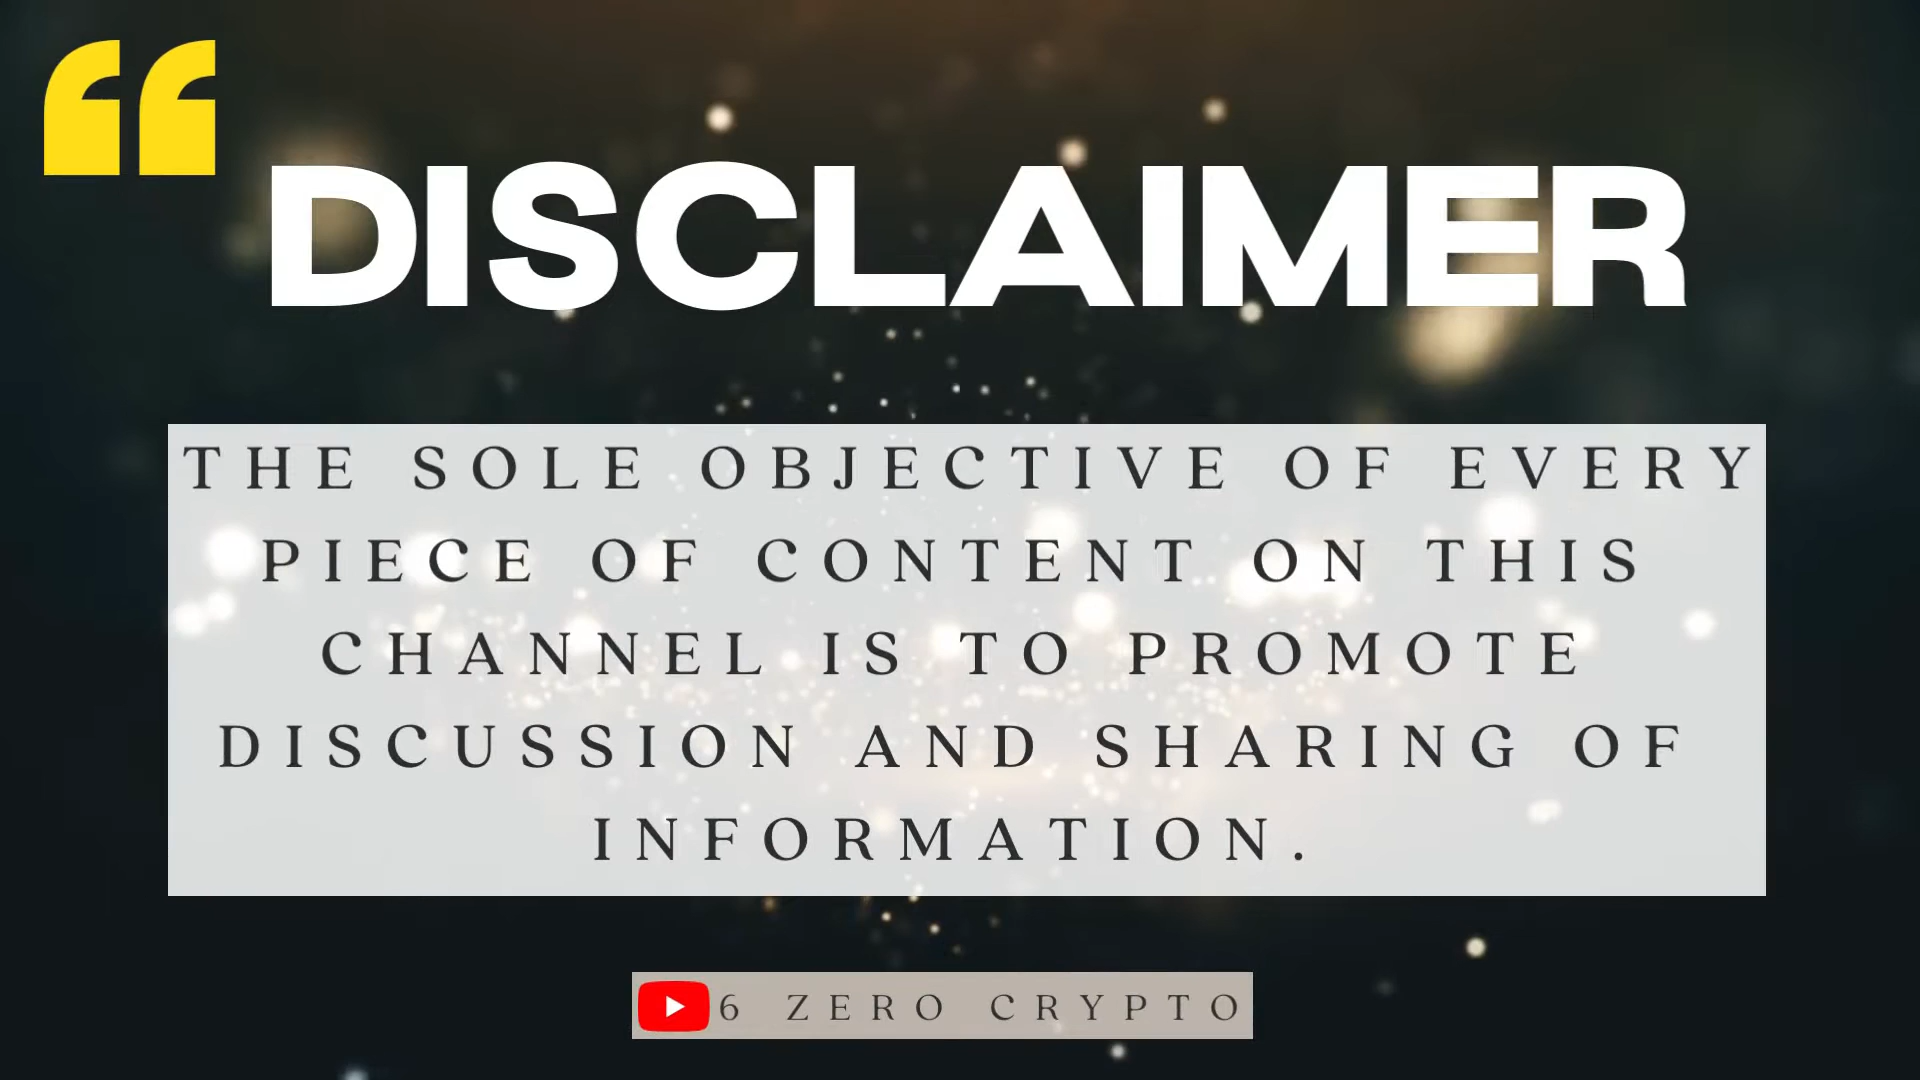 “
DISCLAIMER
THE SOLE OBJECTIVE OF EVERY
PIECE OF CONTENT ON THIS
CHANNEL IS TO PROMOTE
DISCUSSION AND SHARING OF
INFORMATION.
6 ZERO CRYPTO